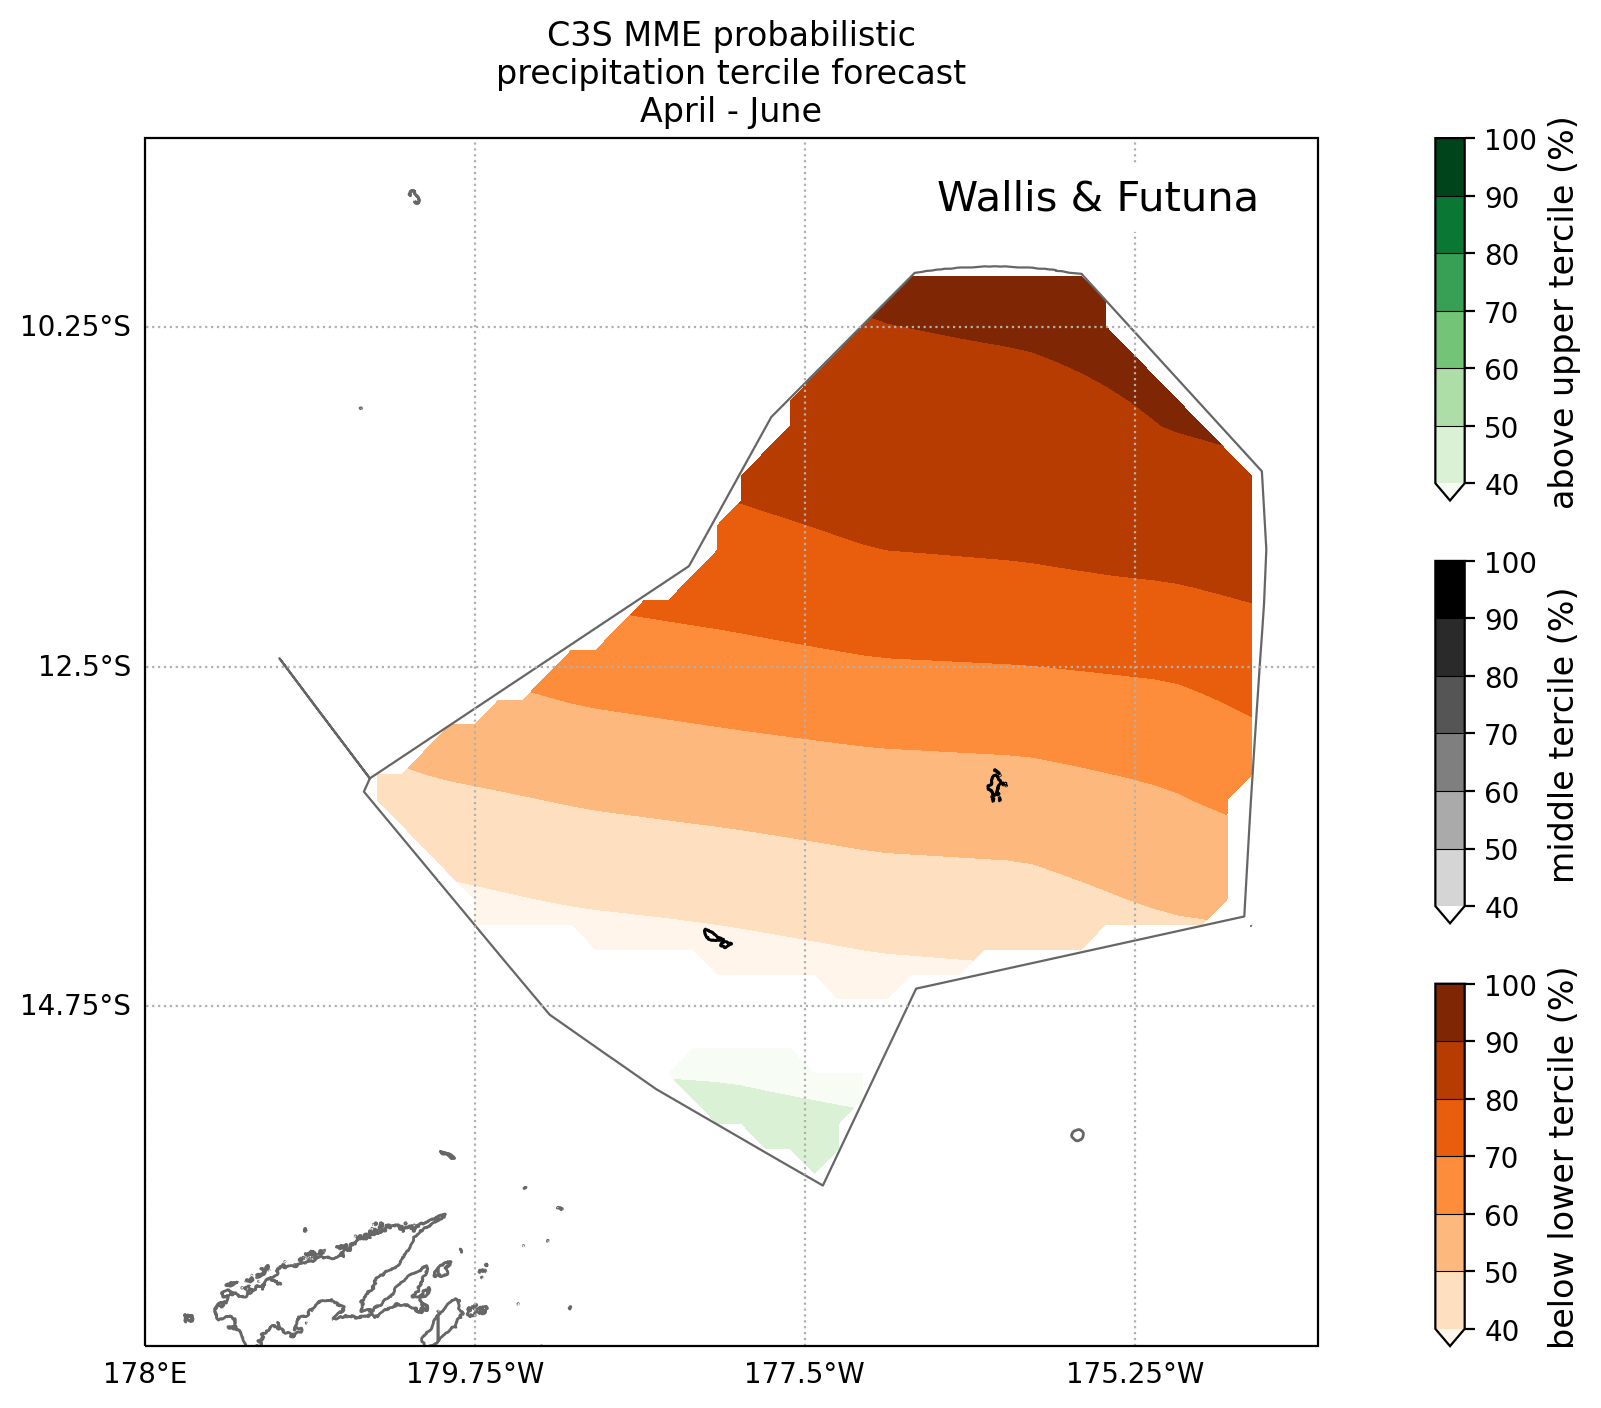 C3S MME probabilistic
precipitation tercile forecast
April - June
Wallis & Futuna
10.25°S
12.5°S
14.75°S
178°E
179.75°W
177.5°W
175.25°W
100
90
80
70
60
50
40
above upper tercile (%)
100
90
80
70
60
50
40
middle tercile (%)
100
90
80
70
60
50
40
below lower tercile (%)